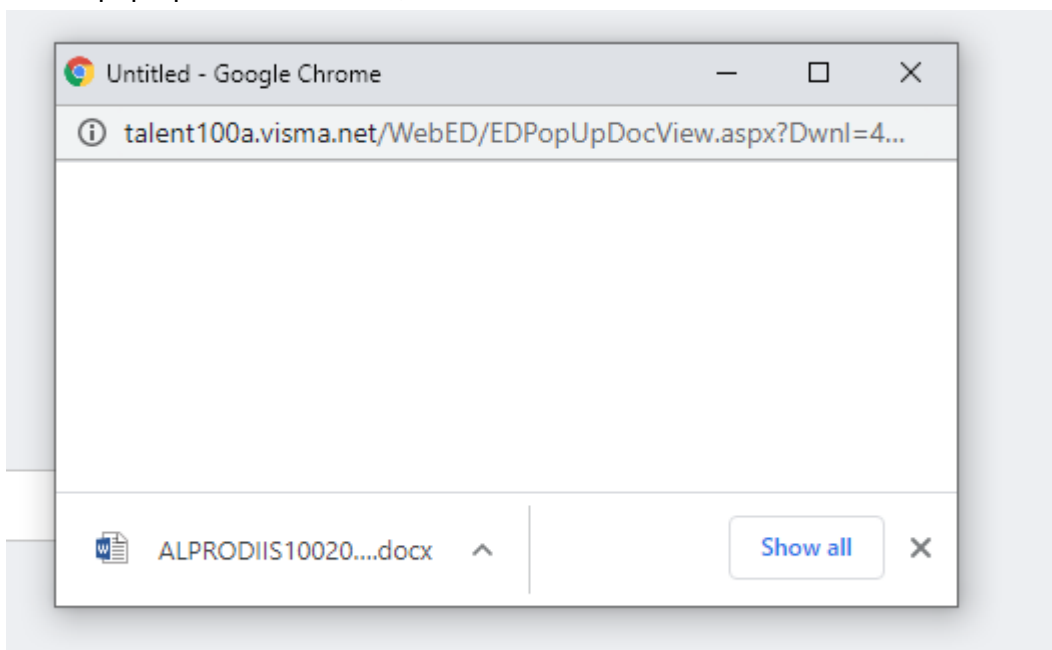 Untitled - Google Chrome
talent100a.visma.net/WebED/EDPopUpDocView.aspx?Dwnl=4...
ALPRODIIS10020....docx
Show all